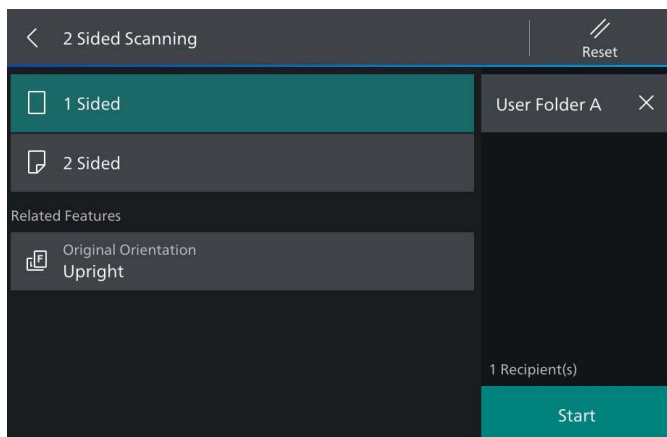 2 Sided Scanning
Reset
1 Sided
2 Sided
Related Features
Original Orientation
Upright
User Folder A
1 Recipient(s)
Start